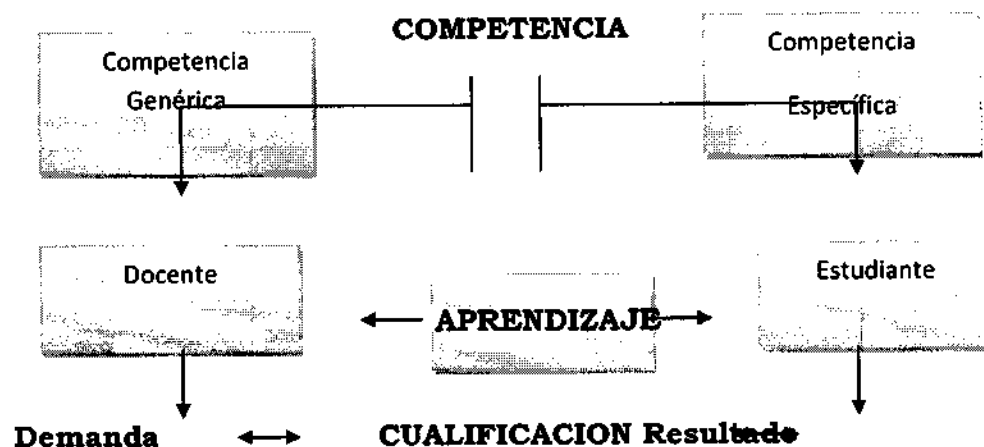 COMPETENCIA
Competencia
Genérica
Competencia
Específica
Docente
APRENDIZAJE
Estudiante
Demanda
CUALIFICACION Resultado